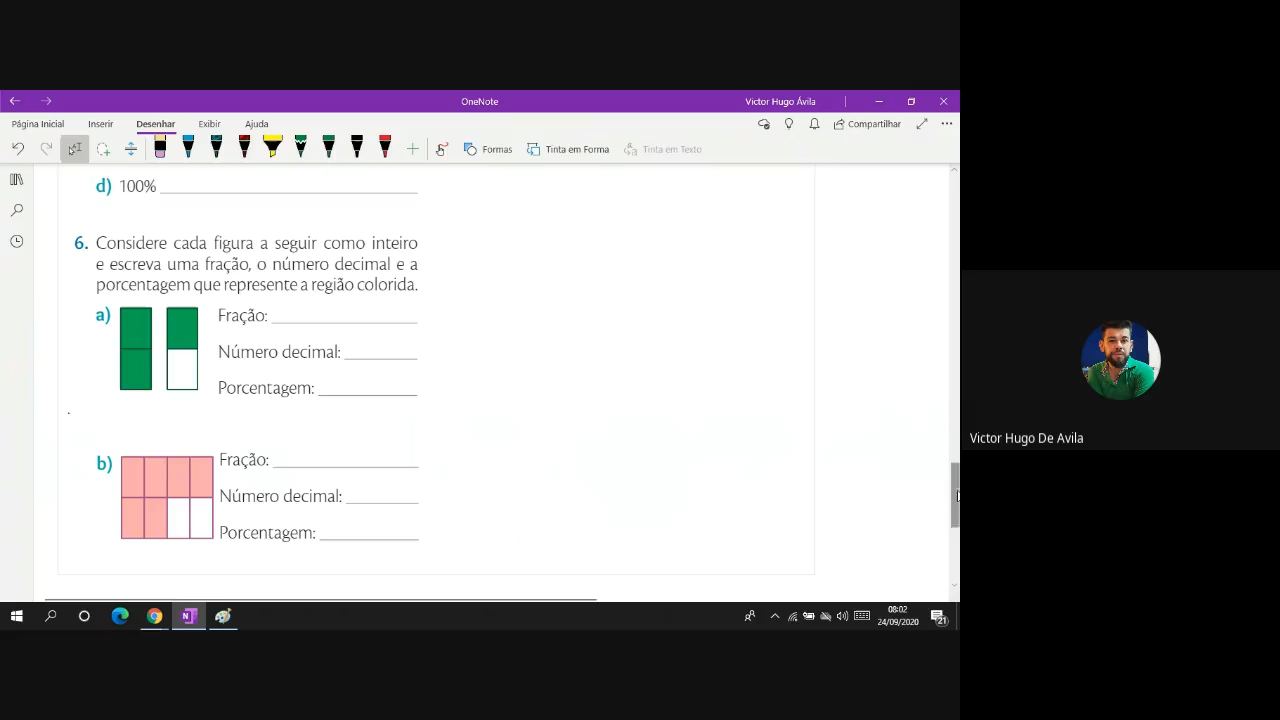 OneNote
Victor Hugo Ávila
Página Inicial
Inserir
Desenhar
Exibir
Ajuda
Compartilhar
Formas
Tinta em Forma
Tinta em Texto
d) 100%
6. Considere cada figura a seguir como inteiro
e escreva uma fração, o número decimal e a
porcentagem que represente a região colorida.
a)
Fração:
Número decimal:
Porcentagem:
b)
Fração:
Número decimal:
Porcentagem:
Victor Hugo De Avila
08:02
24/09/2020
21